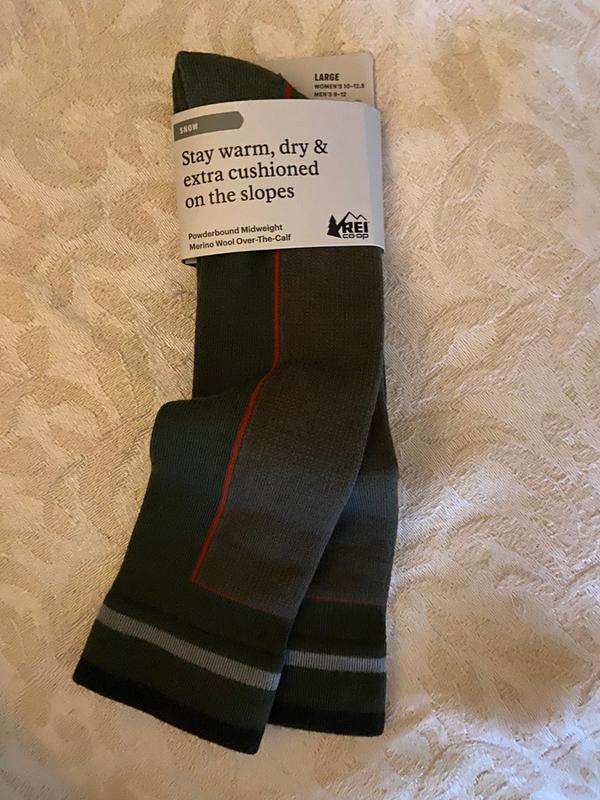 LARGE
WOMEN'S 10-12.5
MEN'S 9-12
SNOW
Stay warm, dry &
extra cushioned
on the slopes
Powderbound Midweight
Merino Wool Over-The-Calf
REI
co·op